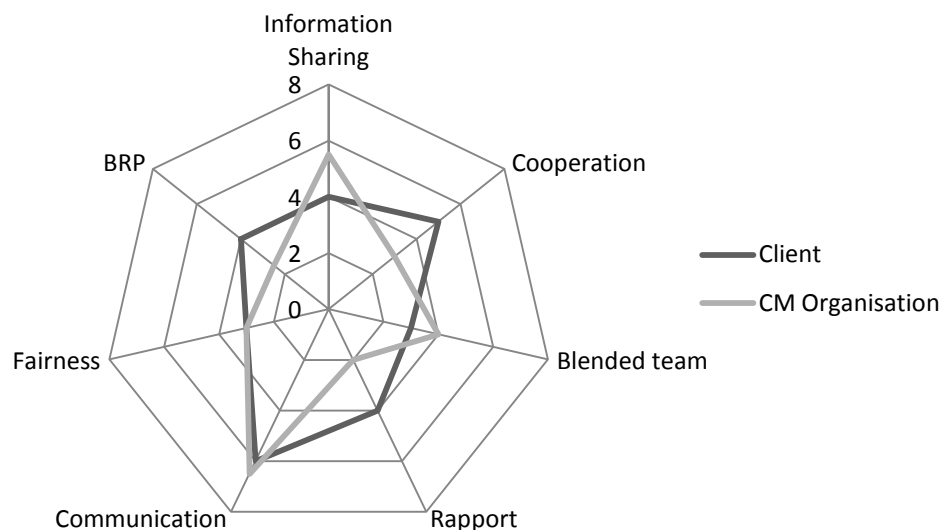 Information
Sharing
8
BRP
6
Cooperation
4
2
Client
0
CM Organisation
Fairness
Blended team
Communication
Rapport